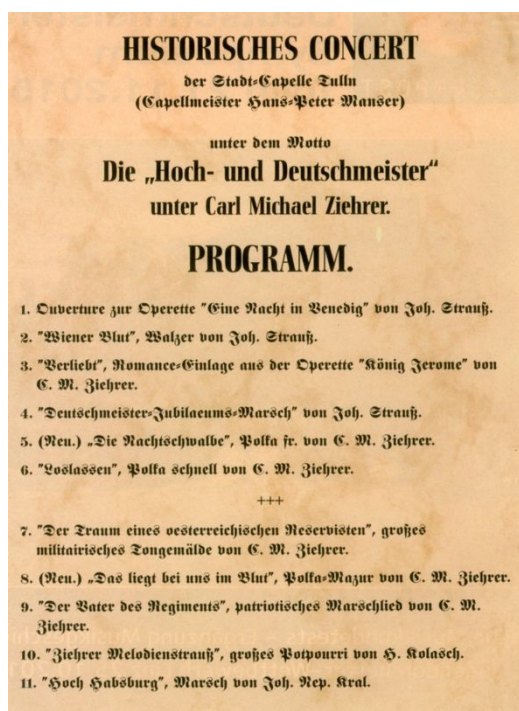 HISTORISCHES CONCERT
der Stadt=Capelle Tulln
(Capellmeister Hans=Peter Manser)
unter dem Motto
Die „Hoch- und Deutschmeister“
unter Carl Michael Ziehrer.
PROGRAMM.
1. Ouverture zur Operette "Eine Nacht in Venedig" von Joh. Strauß.
2. "Wiener Blut", Walzer von Joh. Strauß.
3. "Verliebt", Romance=Einlage aus der Operette "König Jerome" von
C. M. Ziehrer.
4. "Deutschmeister=Jubilaeums=Marsch" von Joh. Strauß.
5. (Neu.) „Die Nachtschwalbe", Polka fr. von C. M. Ziehrer.
6. "Loslassen", Polka schnell von C. M. Ziehrer.
+++
7. "Der Traum eines oesterreichischen Reservisten", großes
militairisches Tongemälde von C. M. Ziehrer.
8. (Neu.) „Das liegt bei uns im Blut", Polka=Mazur von C. M. Ziehrer.
9. "Der Vater des Regiments", patriotisches Marschlied von C. M.
Ziehrer.
10. "Ziehrer Melodienstrauß", großes Potpourri von H. Kolasch.
11. "Hoch Habsburg", Marsch von Joh. Nep. Kral.